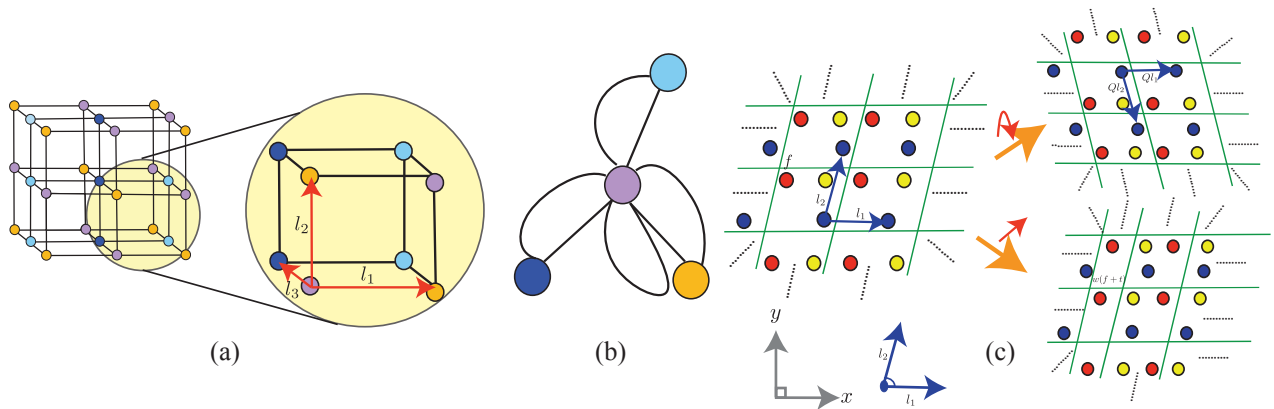 l₂
l₁
l₃
(a)
(b)
f
l₂
l₁
y
x
l₂
l₁
(c)
Ql₁
Ql₂
w(f+t)